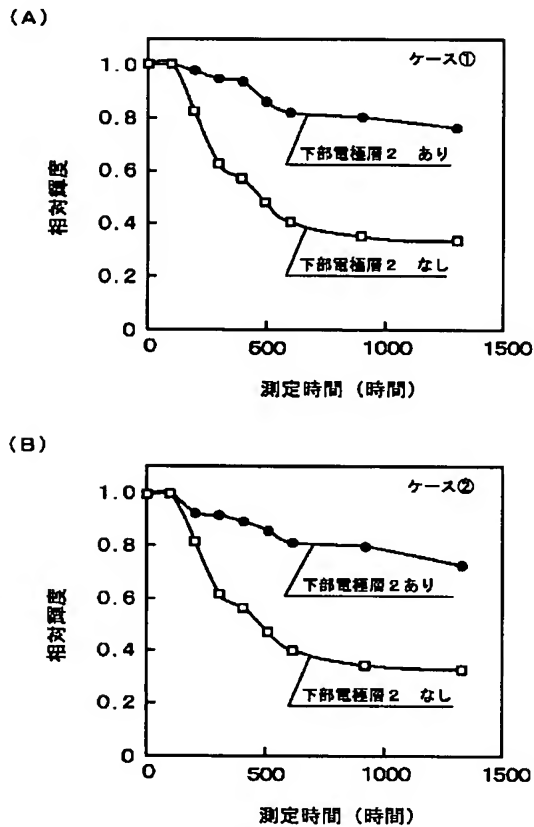 (A)
ケース①
1.0
0.8
0.6
0.4
0.2
0
相対輝度
下部電極層2 あり
下部電極層2 なし
0 500 1000 1500
測定時間 (時間)
(B)
ケース②
1.0
0.8
0.6
0.4
0.2
0
相対輝度
下部電極層2あり
下部電極層2 なし
0 500 1000 1500
測定時間 (時間)